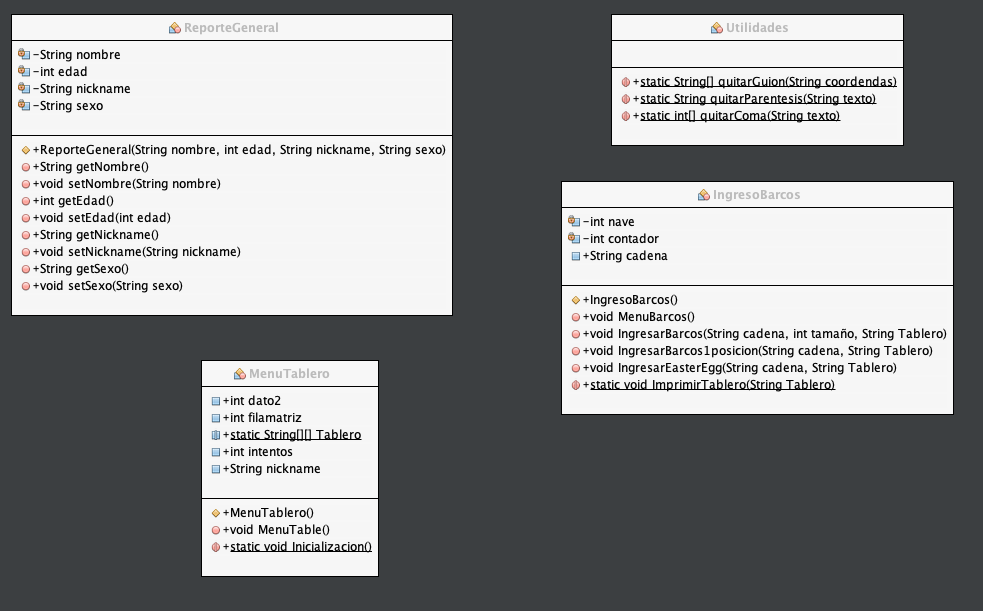 ReporteGeneral
-String nombre
-int edad
-String nickname
-String sexo
+ReporteGeneral(String nombre, int edad, String nickname, String sexo)
+String getNombre()
+void setNombre(String nombre)
+int getEdad()
+void setEdad(int edad)
+String getNickname()
+void setNickname(String nickname)
+String getSexo()
+void setSexo(String sexo)
Utilidades
+static String[] quitarGuion(String coordendas)
+static String quitarParentesis(String texto)
+static int[] quitarComa(String texto)
IngresoBarcos
-int nave
-int contador
+String cadena
+IngresoBarcos()
+void MenuBarcos()
+void IngresarBarcos(String cadena, int tamaño, String Tablero)
+void IngresarBarcos1posicion(String cadena, String Tablero)
+void IngresarEasterEgg(String cadena, String Tablero)
+static void ImprimirTablero(String Tablero)
MenuTablero
+int dato2
+int filamatriz
+static String[][] Tablero
+int intentos
+String nickname
+MenuTablero()
+void MenuTable()
+static void Inicializacion()